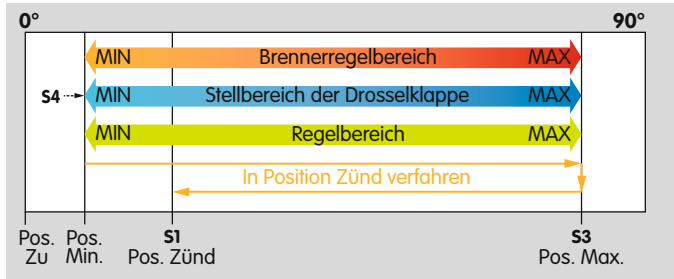 0° 90°
MIN Brennerregelbereich MAX
S4 MIN Stellbereich der Drosselklappe MAX
MIN Regelbereich MAX
In Position Zünd verfahren
Pos. Zu
Pos. Min.
S1
Pos. Zünd
S3
Pos. Max.